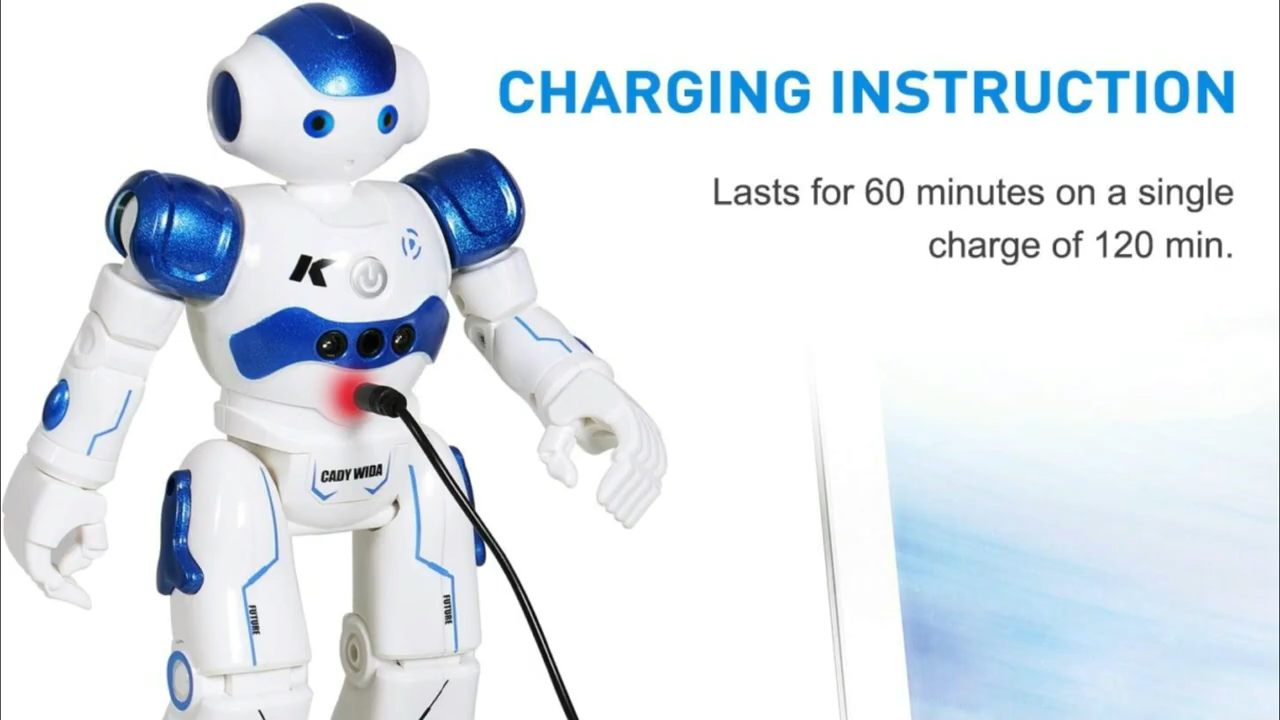 CHARGING INSTRUCTION
Lasts for 60 minutes on a single
charge of 120 min.
K
CADY WIDA
FUTURE
FUTURE